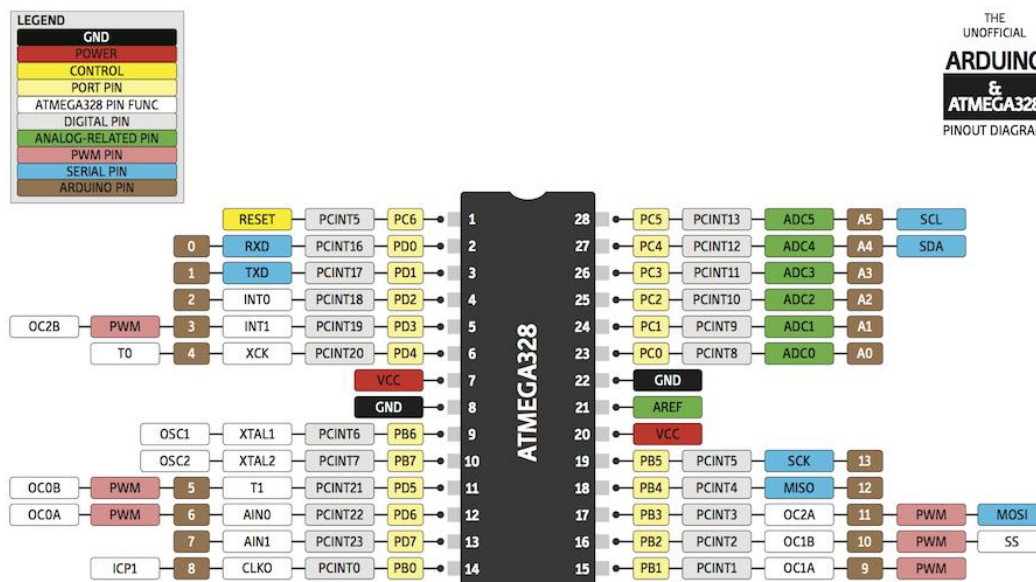 LEGEND
GND
POWER
CONTROL
PORT PIN
ATMEGA328 PIN FUNC
DIGITAL PIN
ANALOG-RELATED PIN
PWM PIN
SERIAL PIN
ARDUINO PIN
THE
UNOFFICIAL
ARDUINO
&
ATMEGA328
PINOUT DIAGRA
RESET PCINT5 PC6 1 28 PC5 PCINT13 ADC5 A5 SCL
0 RXD PCINT16 PD0 2 27 PC4 PCINT12 ADC4 A4 SDA
1 TXD PCINT17 PD1 3 26 PC3 PCINT11 ADC3 A3
2 INT0 PCINT18 PD2 4 25 PC2 PCINT10 ADC2 A2
OC2B PWM 3 INT1 PCINT19 PD3 5 24 PC1 PCINT9 ADC1 A1
T0 4 XCK PCINT20 PD4 6 23 PC0 PCINT8 ADC0 A0
VCC 7 22 GND
GND 8 21 AREF
OSC1 XTAL1 PCINT6 PB6 9 20 VCC
OSC2 XTAL2 PCINT7 PB7 10 19 PB5 PCINT5 SCK 13
OC0B PWM 5 T1 PCINT21 PD5 11 18 PB4 PCINT4 MISO 12
OC0A PWM 6 AIN0 PCINT22 PD6 12 17 PB3 PCINT3 OC2A 11 PWM MOSI
7 AIN1 PCINT23 PD7 13 16 PB2 PCINT2 OC1B 10 PWM SS
ICP1 8 CLKO PCINT0 PB0 14 15 PB1 PCINT1 OC1A 9 PWM
ATMEGA328